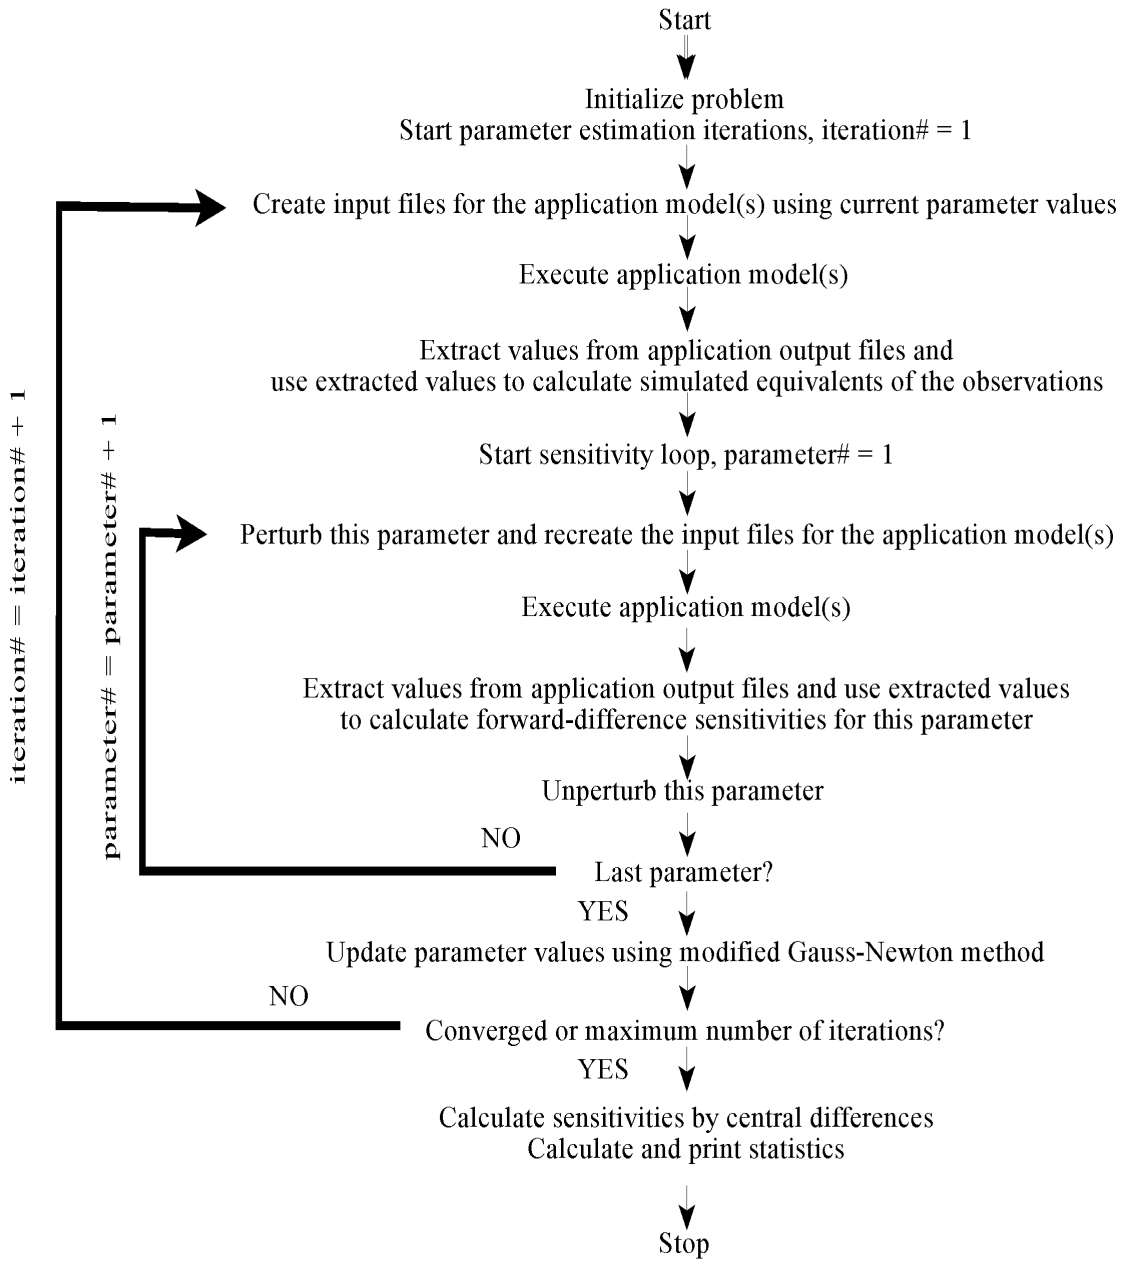 Start
Initialize problem
Start parameter estimation iterations, iteration# = 1
Create input files for the application model(s) using current parameter values
Execute application model(s)
Extract values from application output files and
use extracted values to calculate simulated equivalents of the observations
Start sensitivity loop, parameter# = 1
Perturb this parameter and recreate the input files for the application model(s)
Execute application model(s)
Extract values from application output files and use extracted values
to calculate forward-difference sensitivities for this parameter
Unperturb this parameter
NO
Last parameter?
YES
parameter# = parameter# + 1
Update parameter values using modified Gauss-Newton method
NO
Converged or maximum number of iterations?
YES
iteration# = iteration# + 1
Calculate sensitivities by central differences
Calculate and print statistics
Stop